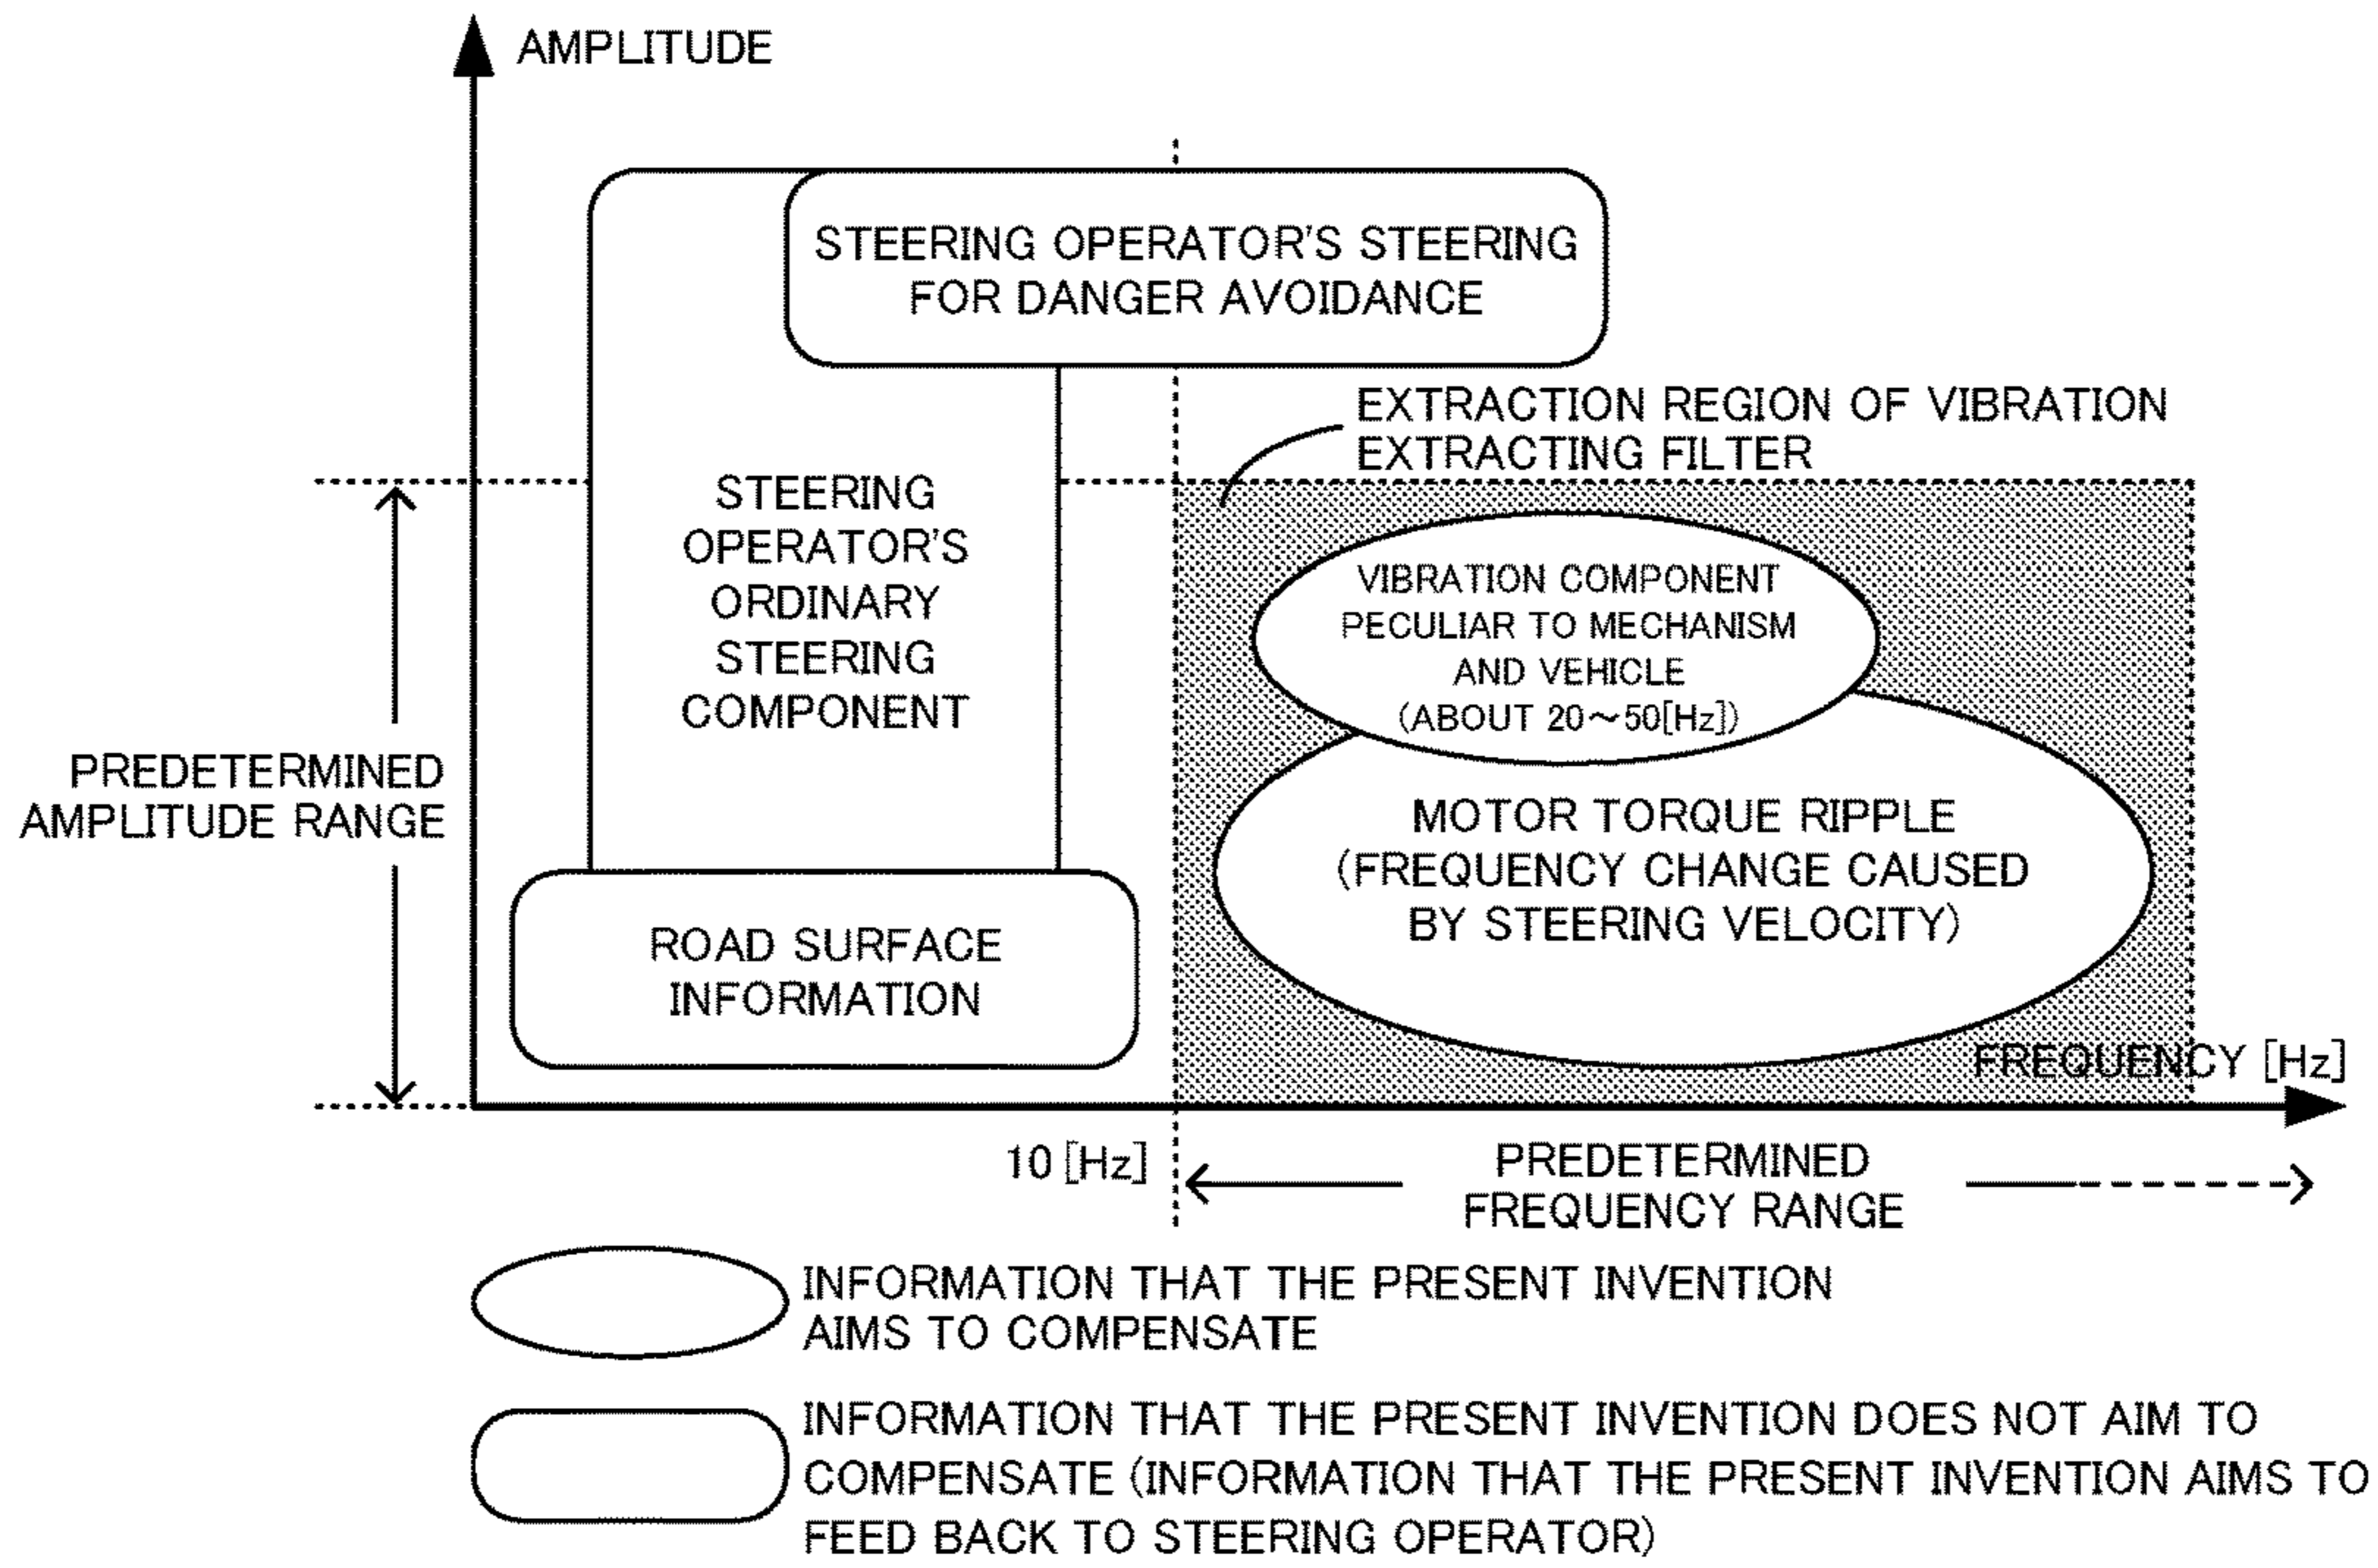 AMPLITUDE
STEERING OPERATOR'S STEERING
FOR DANGER AVOIDANCE
EXTRACTION REGION OF VIBRATION
EXTRACTING FILTER
STEERING
OPERATOR'S
ORDINARY
STEERING
COMPONENT
VIBRATION COMPONENT
PECULIAR TO MECHANISM
AND VEHICLE
(ABOUT 20～50[Hz])
PREDETERMINED
AMPLITUDE RANGE
MOTOR TORQUE RIPPLE
(FREQUENCY CHANGE CAUSED
BY STEERING VELOCITY)
ROAD SURFACE
INFORMATION
FREQUENCY [Hz]
10 [Hz]
PREDETERMINED
FREQUENCY RANGE
INFORMATION THAT THE PRESENT INVENTION
AIMS TO COMPENSATE
INFORMATION THAT THE PRESENT INVENTION DOES NOT AIM TO
COMPENSATE (INFORMATION THAT THE PRESENT INVENTION AIMS TO
FEED BACK TO STEERING OPERATOR)